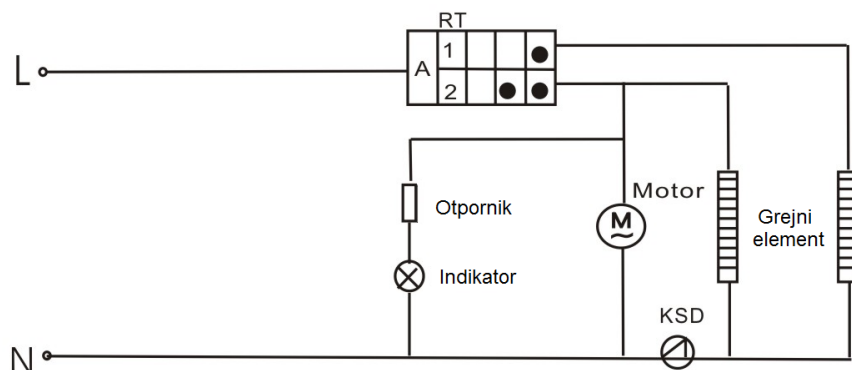 RT
L
A
1
2
Otpornik
Motor
M
Grejni
element
Indikator
KSD
N